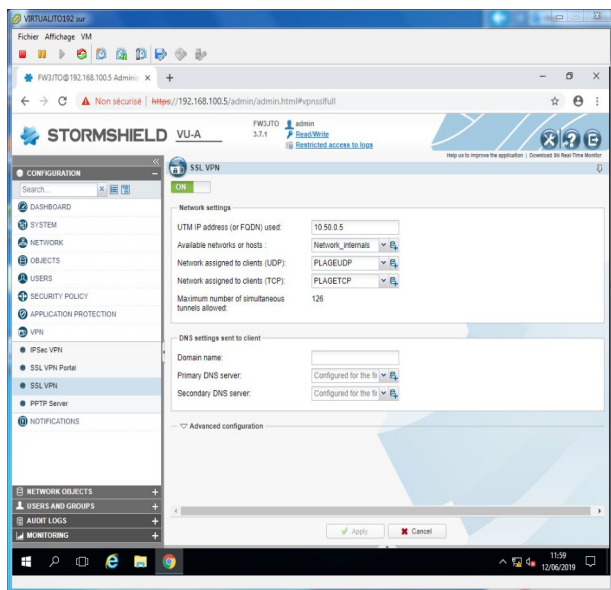 VIRTUALITO192 sur
Fichier Affichage VM
FW3JTO@192.168.100.5 Admini
Non sécurisé | https://192.168.100.5/admin/admin.html#vpnsslfull
STORMSHIELD VU-A FW3JTO 3.7.1 admin
Read/Write
Restricted access to logs
Help us to improve the application | Download SN Real-Time Monitor
CONFIGURATION
Search...
DASHBOARD
SYSTEM
NETWORK
OBJECTS
USERS
SECURITY POLICY
APPLICATION PROTECTION
VPN
IPSec VPN
SSL VPN Portal
SSL VPN
PPTP Server
NOTIFICATIONS
NETWORK OBJECTS
USERS AND GROUPS
AUDIT LOGS
MONITORING
SSL VPN
ON
Network settings
UTM IP address (or FQDN) used: 10.50.0.5
Available networks or hosts : Network_internals
Network assigned to clients (UDP): PLAGEUDP
Network assigned to clients (TCP): PLAGETCP
Maximum number of simultaneous 126
tunnels allowed:
DNS settings sent to client
Domain name:
Primary DNS server: Configured for the fir
Secondary DNS server: Configured for the fir
Advanced configuration
Apply Cancel
11:59
12/06/2019